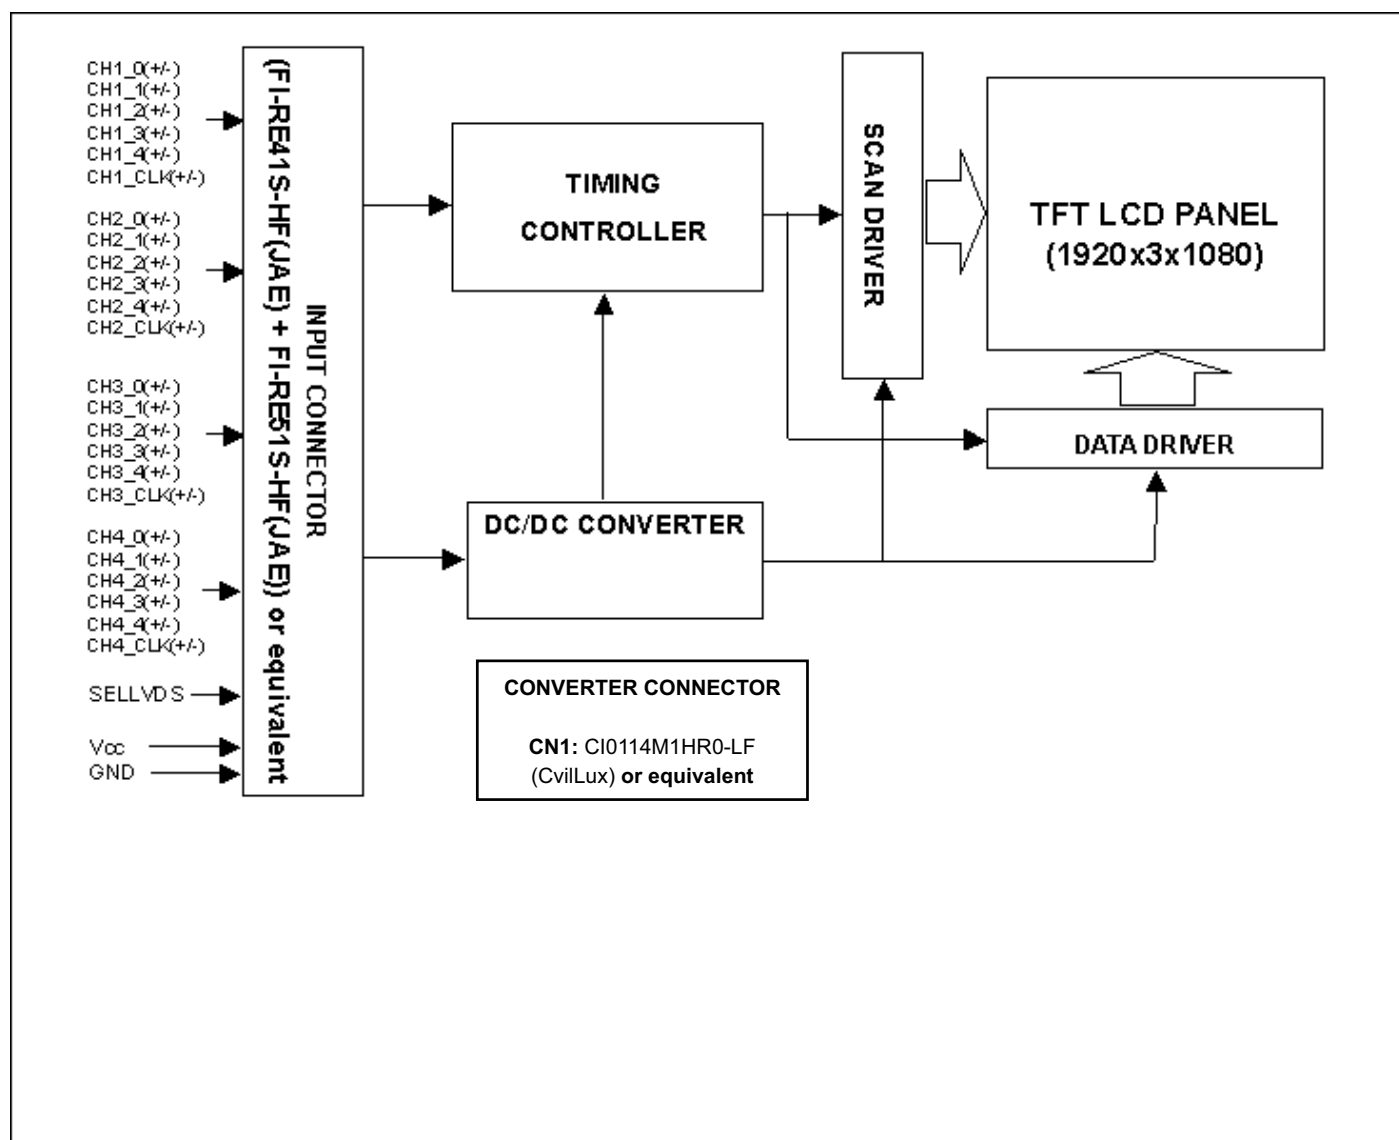 CH1_0(+/-)
CH1_1(+/-)
CH1_2(+/-)
CH1_3(+/-)
CH1_4(+/-)
CH1_CLK(+/-)
CH2_0(+/-)
CH2_1(+/-)
CH2_2(+/-)
CH2_3(+/-)
CH2_4(+/-)
CH2_CLK(+/-)
CH3_0(+/-)
CH3_1(+/-)
CH3_2(+/-)
CH3_3(+/-)
CH3_4(+/-)
CH3_CLK(+/-)
CH4_0(+/-)
CH4_1(+/-)
CH4_2(+/-)
CH4_3(+/-)
CH4_4(+/-)
CH4_CLK(+/-)
SELLVDS
Vcc
GND
INPUT CONNECTOR
(FI-RE41S-HF(JAE) + FI-RE51S-HF(JAE)) or equivalent
TIMING
CONTROLLER
DC/DC CONVERTER
CONVERTER CONNECTOR
CN1: CI0114M1HR0-LF
(CvilLux) or equivalent
SCAN DRIVER
TFT LCD PANEL
(1920x3x1080)
DATA DRIVER